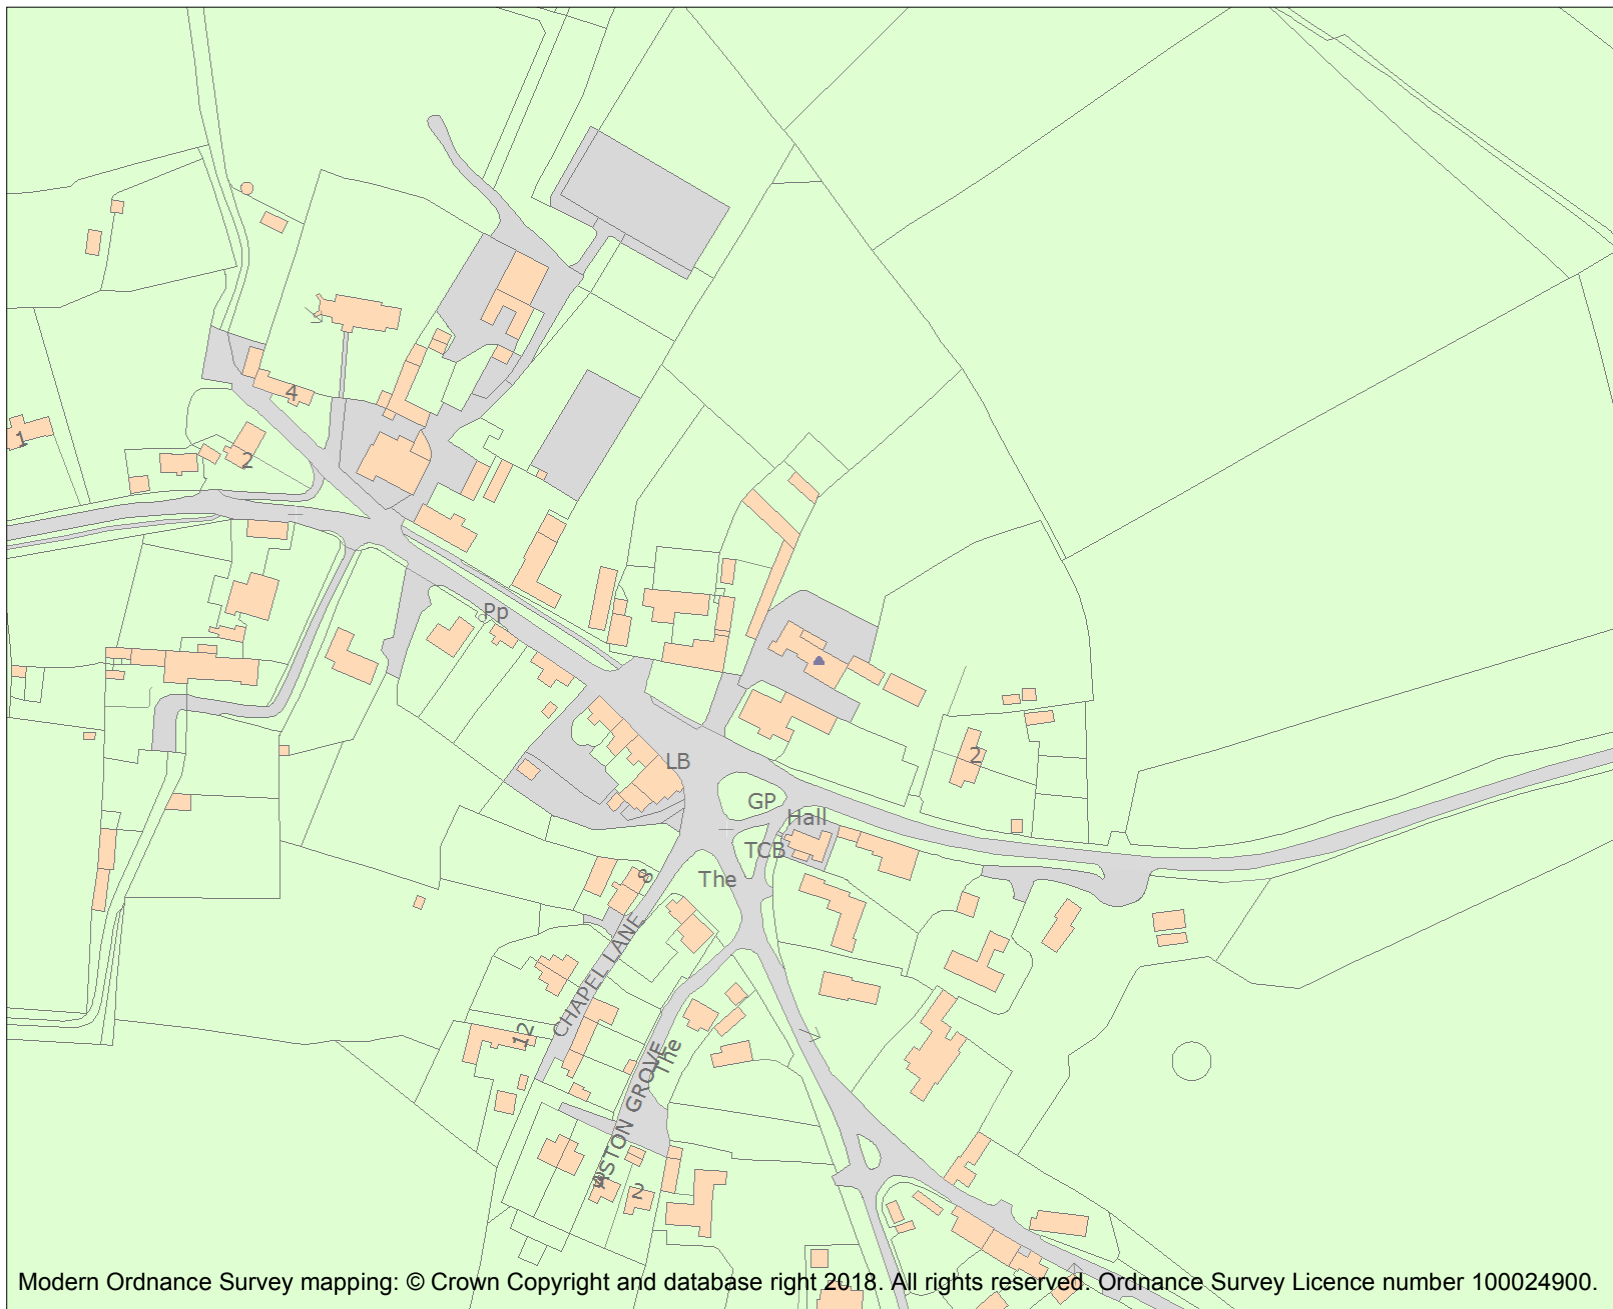 4
1
2
Pp
2
LB
GP
Hall
TCB
The
8
CHAPEL LANE
12
The
ASTON GROVE
2
Modern Ordnance Survey mapping: © Crown Copyright and database right 2018. All rights reserved. Ordnance Survey Licence number 100024900.